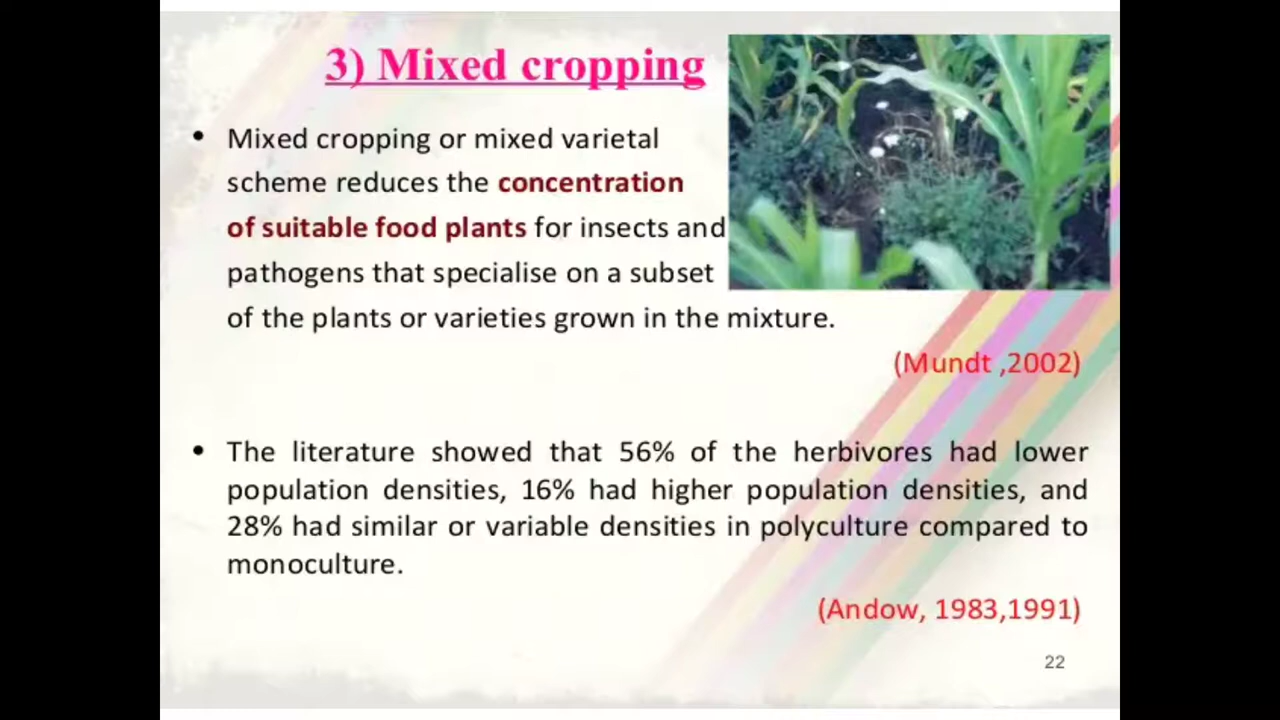 3) Mixed cropping
• Mixed cropping or mixed varietal
scheme reduces the concentration
of suitable food plants for insects and
pathogens that specialise on a subset
of the plants or varieties grown in the mixture.
(Mundt ,2002)
• The literature showed that 56% of the herbivores had lower
population densities, 16% had higher population densities, and
28% had similar or variable densities in polyculture compared to
monoculture.
(Andow, 1983,1991)
22